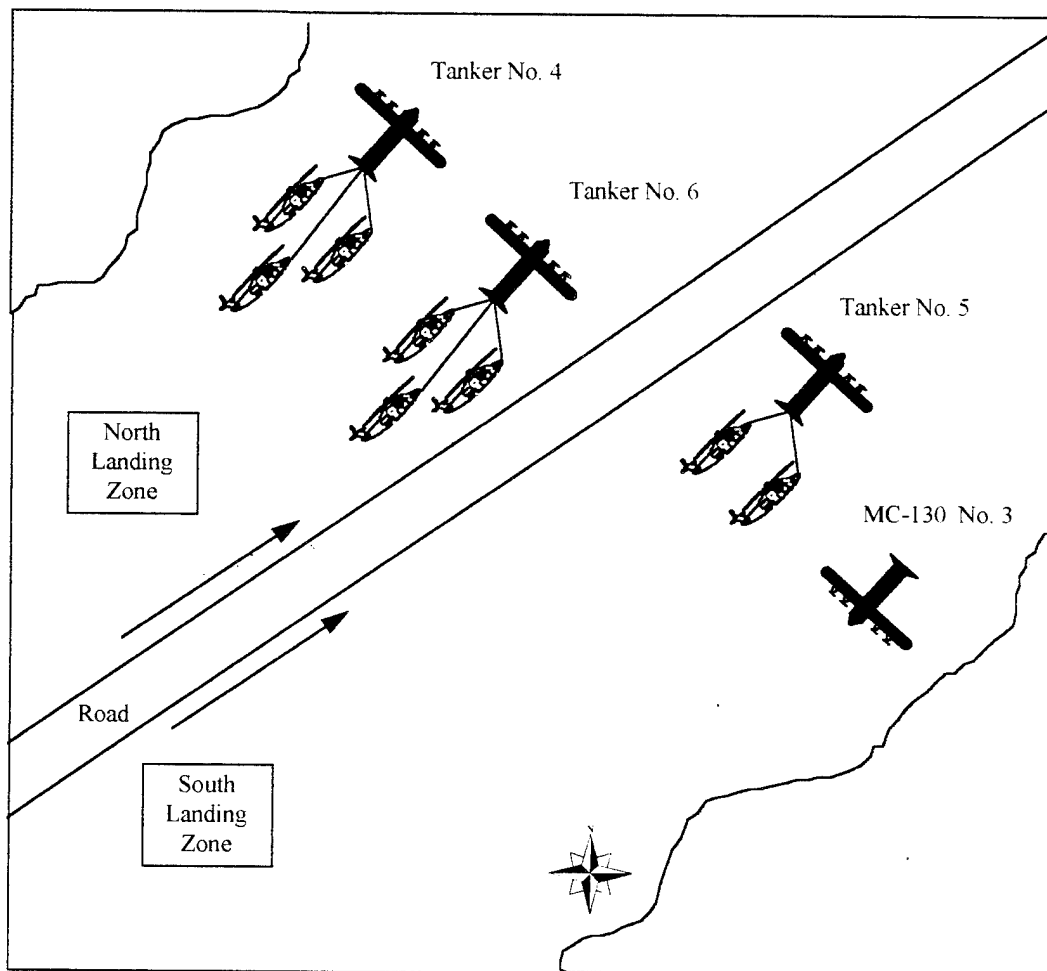 Tanker No. 4
Tanker No. 6
Tanker No. 5
North
Landing
Zone
MC-130 No. 3
Road
South
Landing
Zone
N